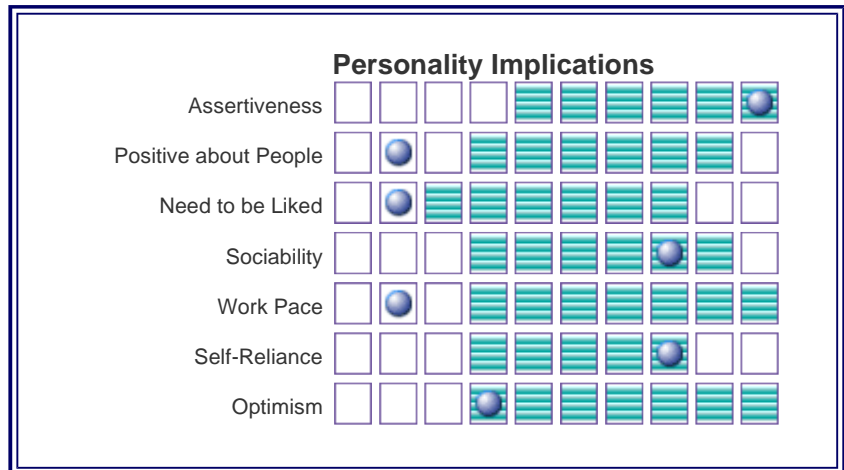 Personality Implications
Assertiveness
Positive about People
Need to be Liked
Sociability
Work Pace
Self-Reliance
Optimism